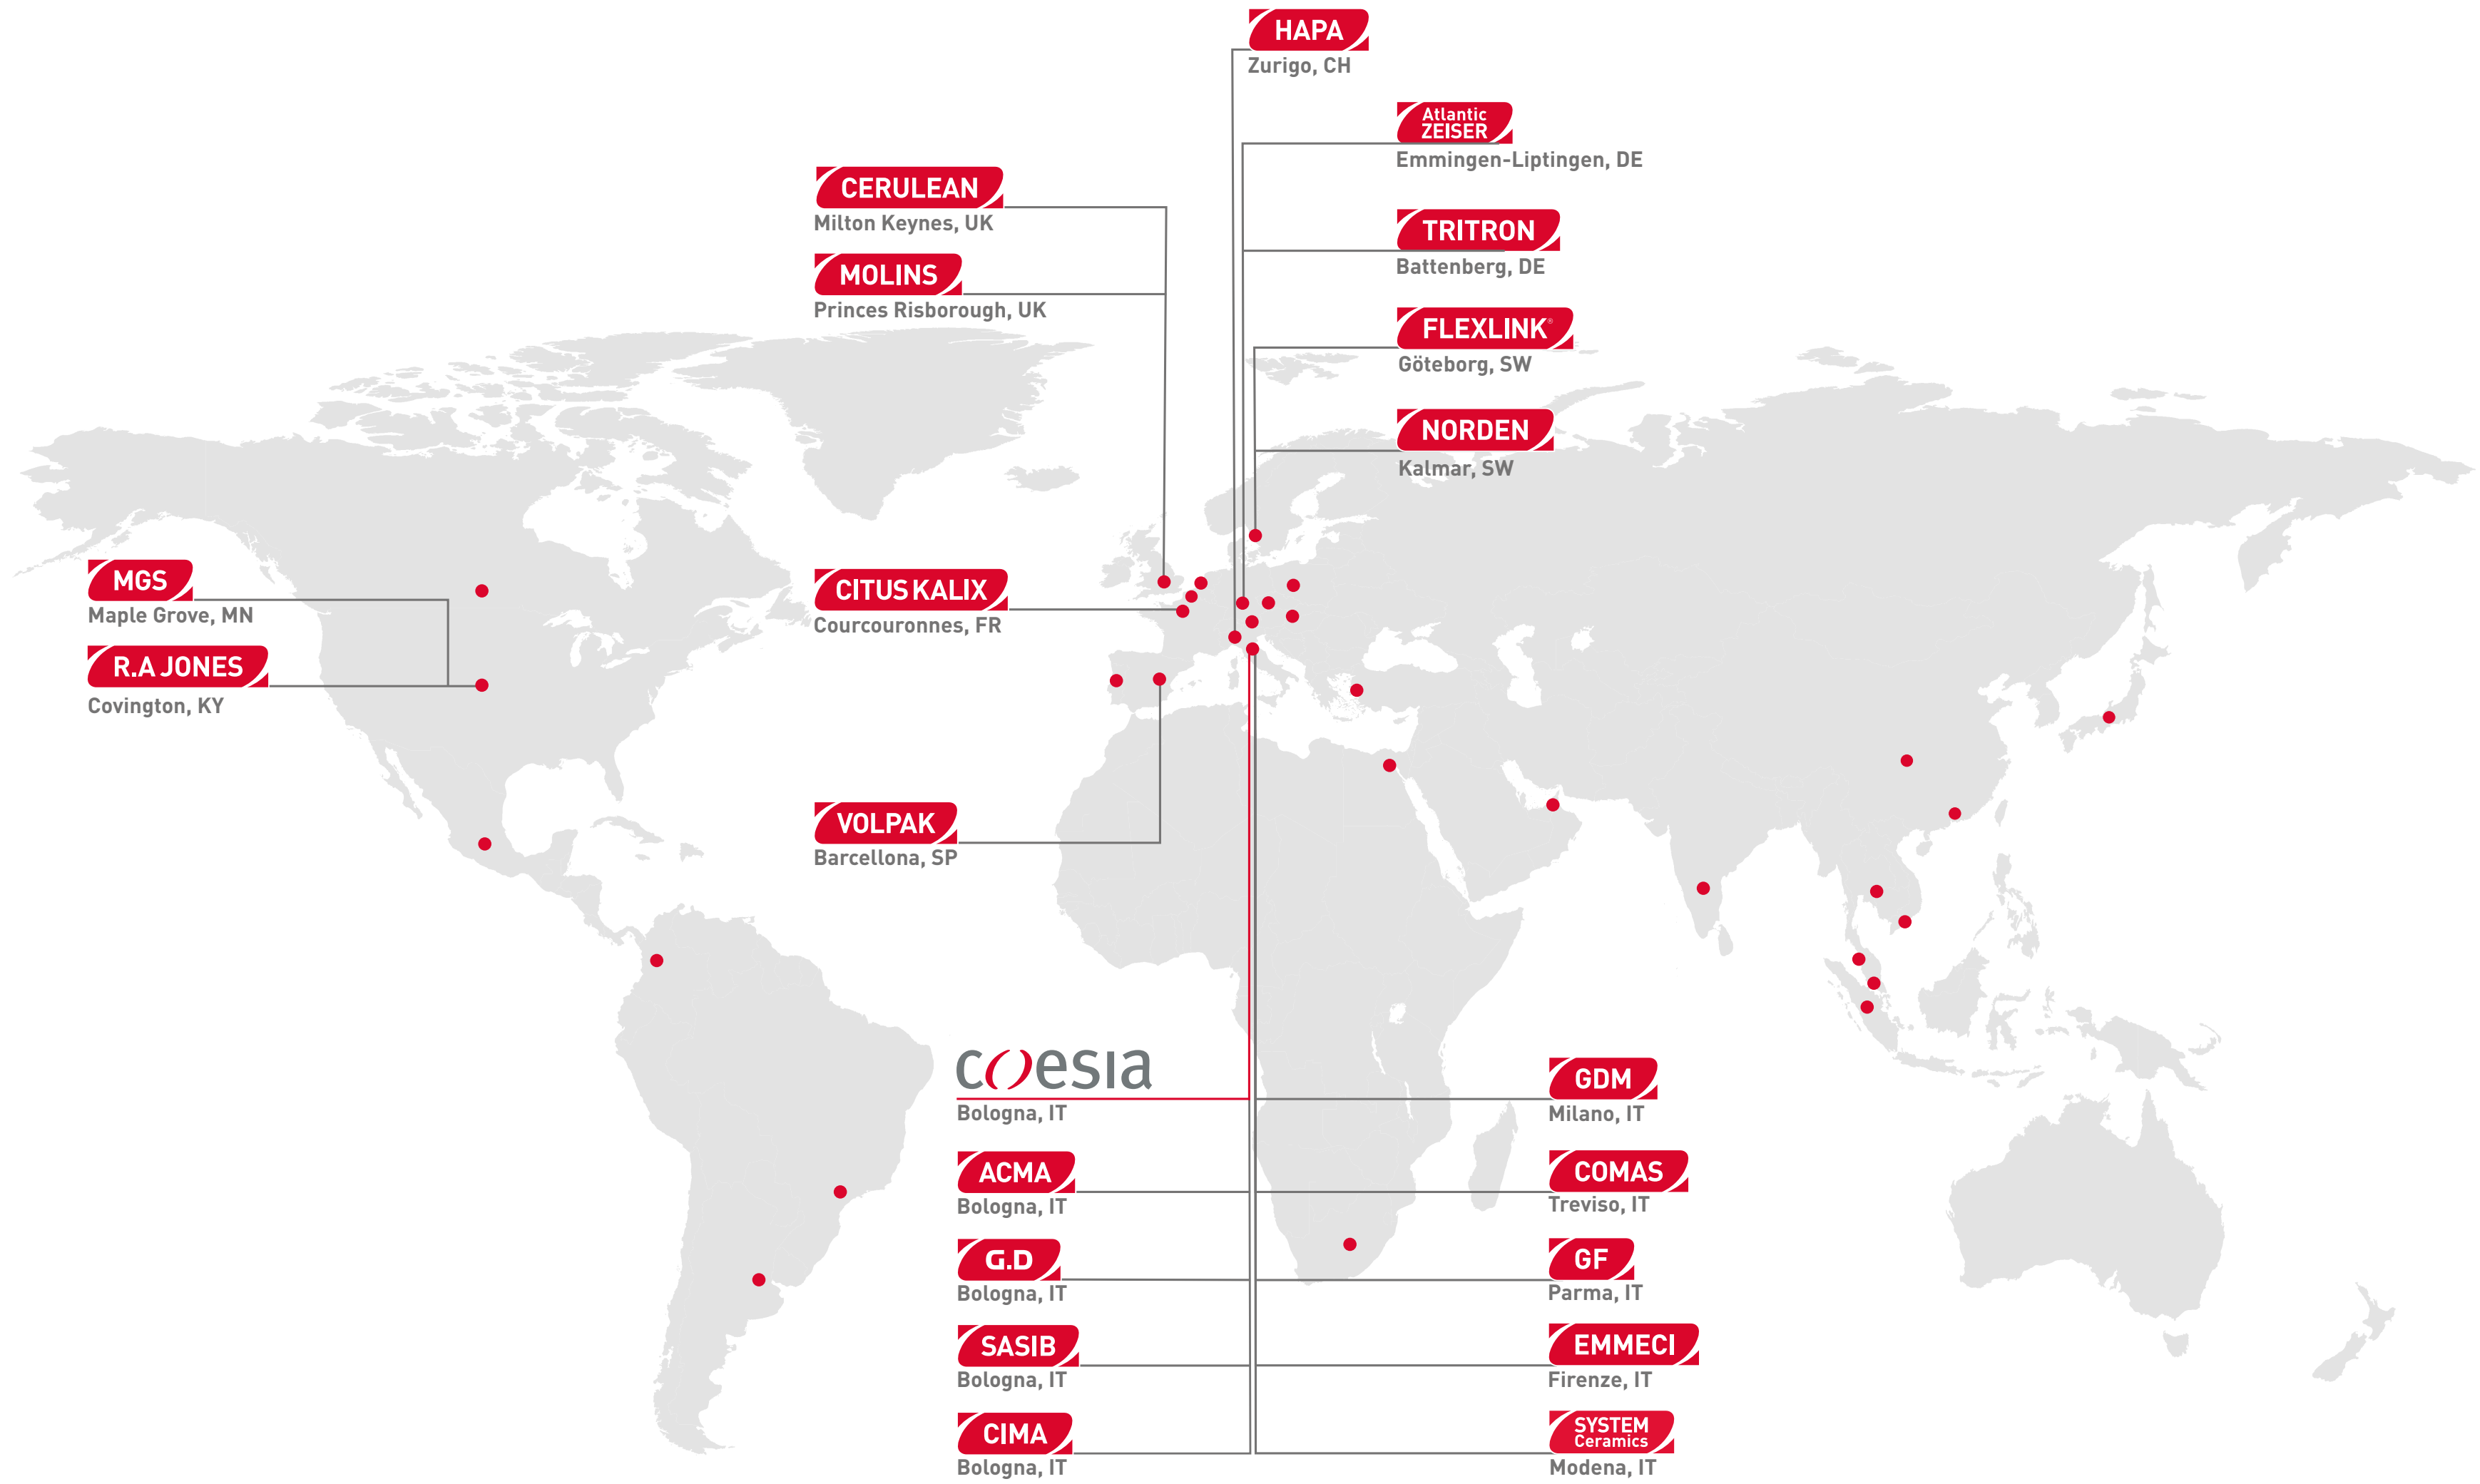 HAPA
Zurigo, CH
Atlantic
ZEISER
Emmingen-Liptingen, DE
CERULEAN
Milton Keynes, UK
TRITRON
Battenberg, DE
MOLINS
Princes Risborough, UK
FLEXLINK®
Göteborg, SW
NORDEN
Kalmar, SW
MGS
Maple Grove, MN
CITUS KALIX
Courcouronnes, FR
R.A JONES
Covington, KY
VOLPAK
Barcellona, SP
coesia
Bologna, IT
GDM
Milano, IT
ACMA
Bologna, IT
COMAS
Treviso, IT
G.D
Bologna, IT
GF
Parma, IT
SASIB
Bologna, IT
EMMECI
Firenze, IT
CIMA
Bologna, IT
SYSTEM
Ceramics
Modena, IT